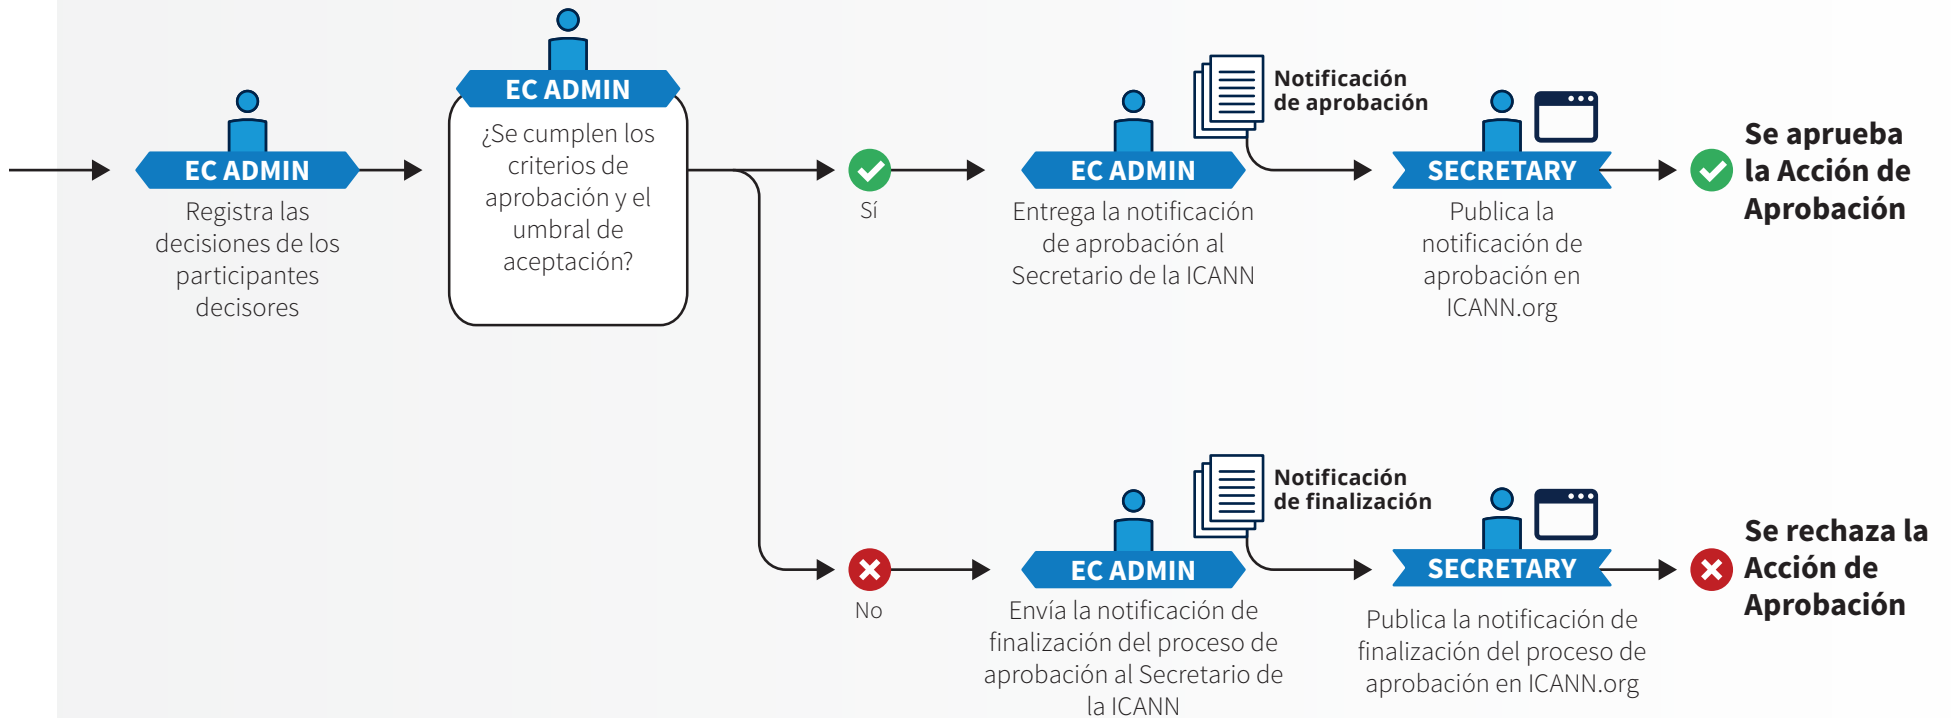 EC ADMIN
Registra las
decisiones de los
participantes
decisores
EC ADMIN
¿Se cumplen los
criterios de
aprobación y el
umbral de
aceptación?
Sí
EC ADMIN
Entrega la notificación
de aprobación al
Secretario de la ICANN
Notificación
de aprobación
SECRETARY
Publica la
notificación de
aprobación en
ICANN.org
Se aprueba
la Acción de
Aprobación
No
EC ADMIN
Envía la notificación de
finalización del proceso de
aprobación al Secretario de
la ICANN
Notificación
de finalización
SECRETARY
Publica la notificación de
finalización del proceso de
aprobación en ICANN.org
Se rechaza la
Acción de
Aprobación